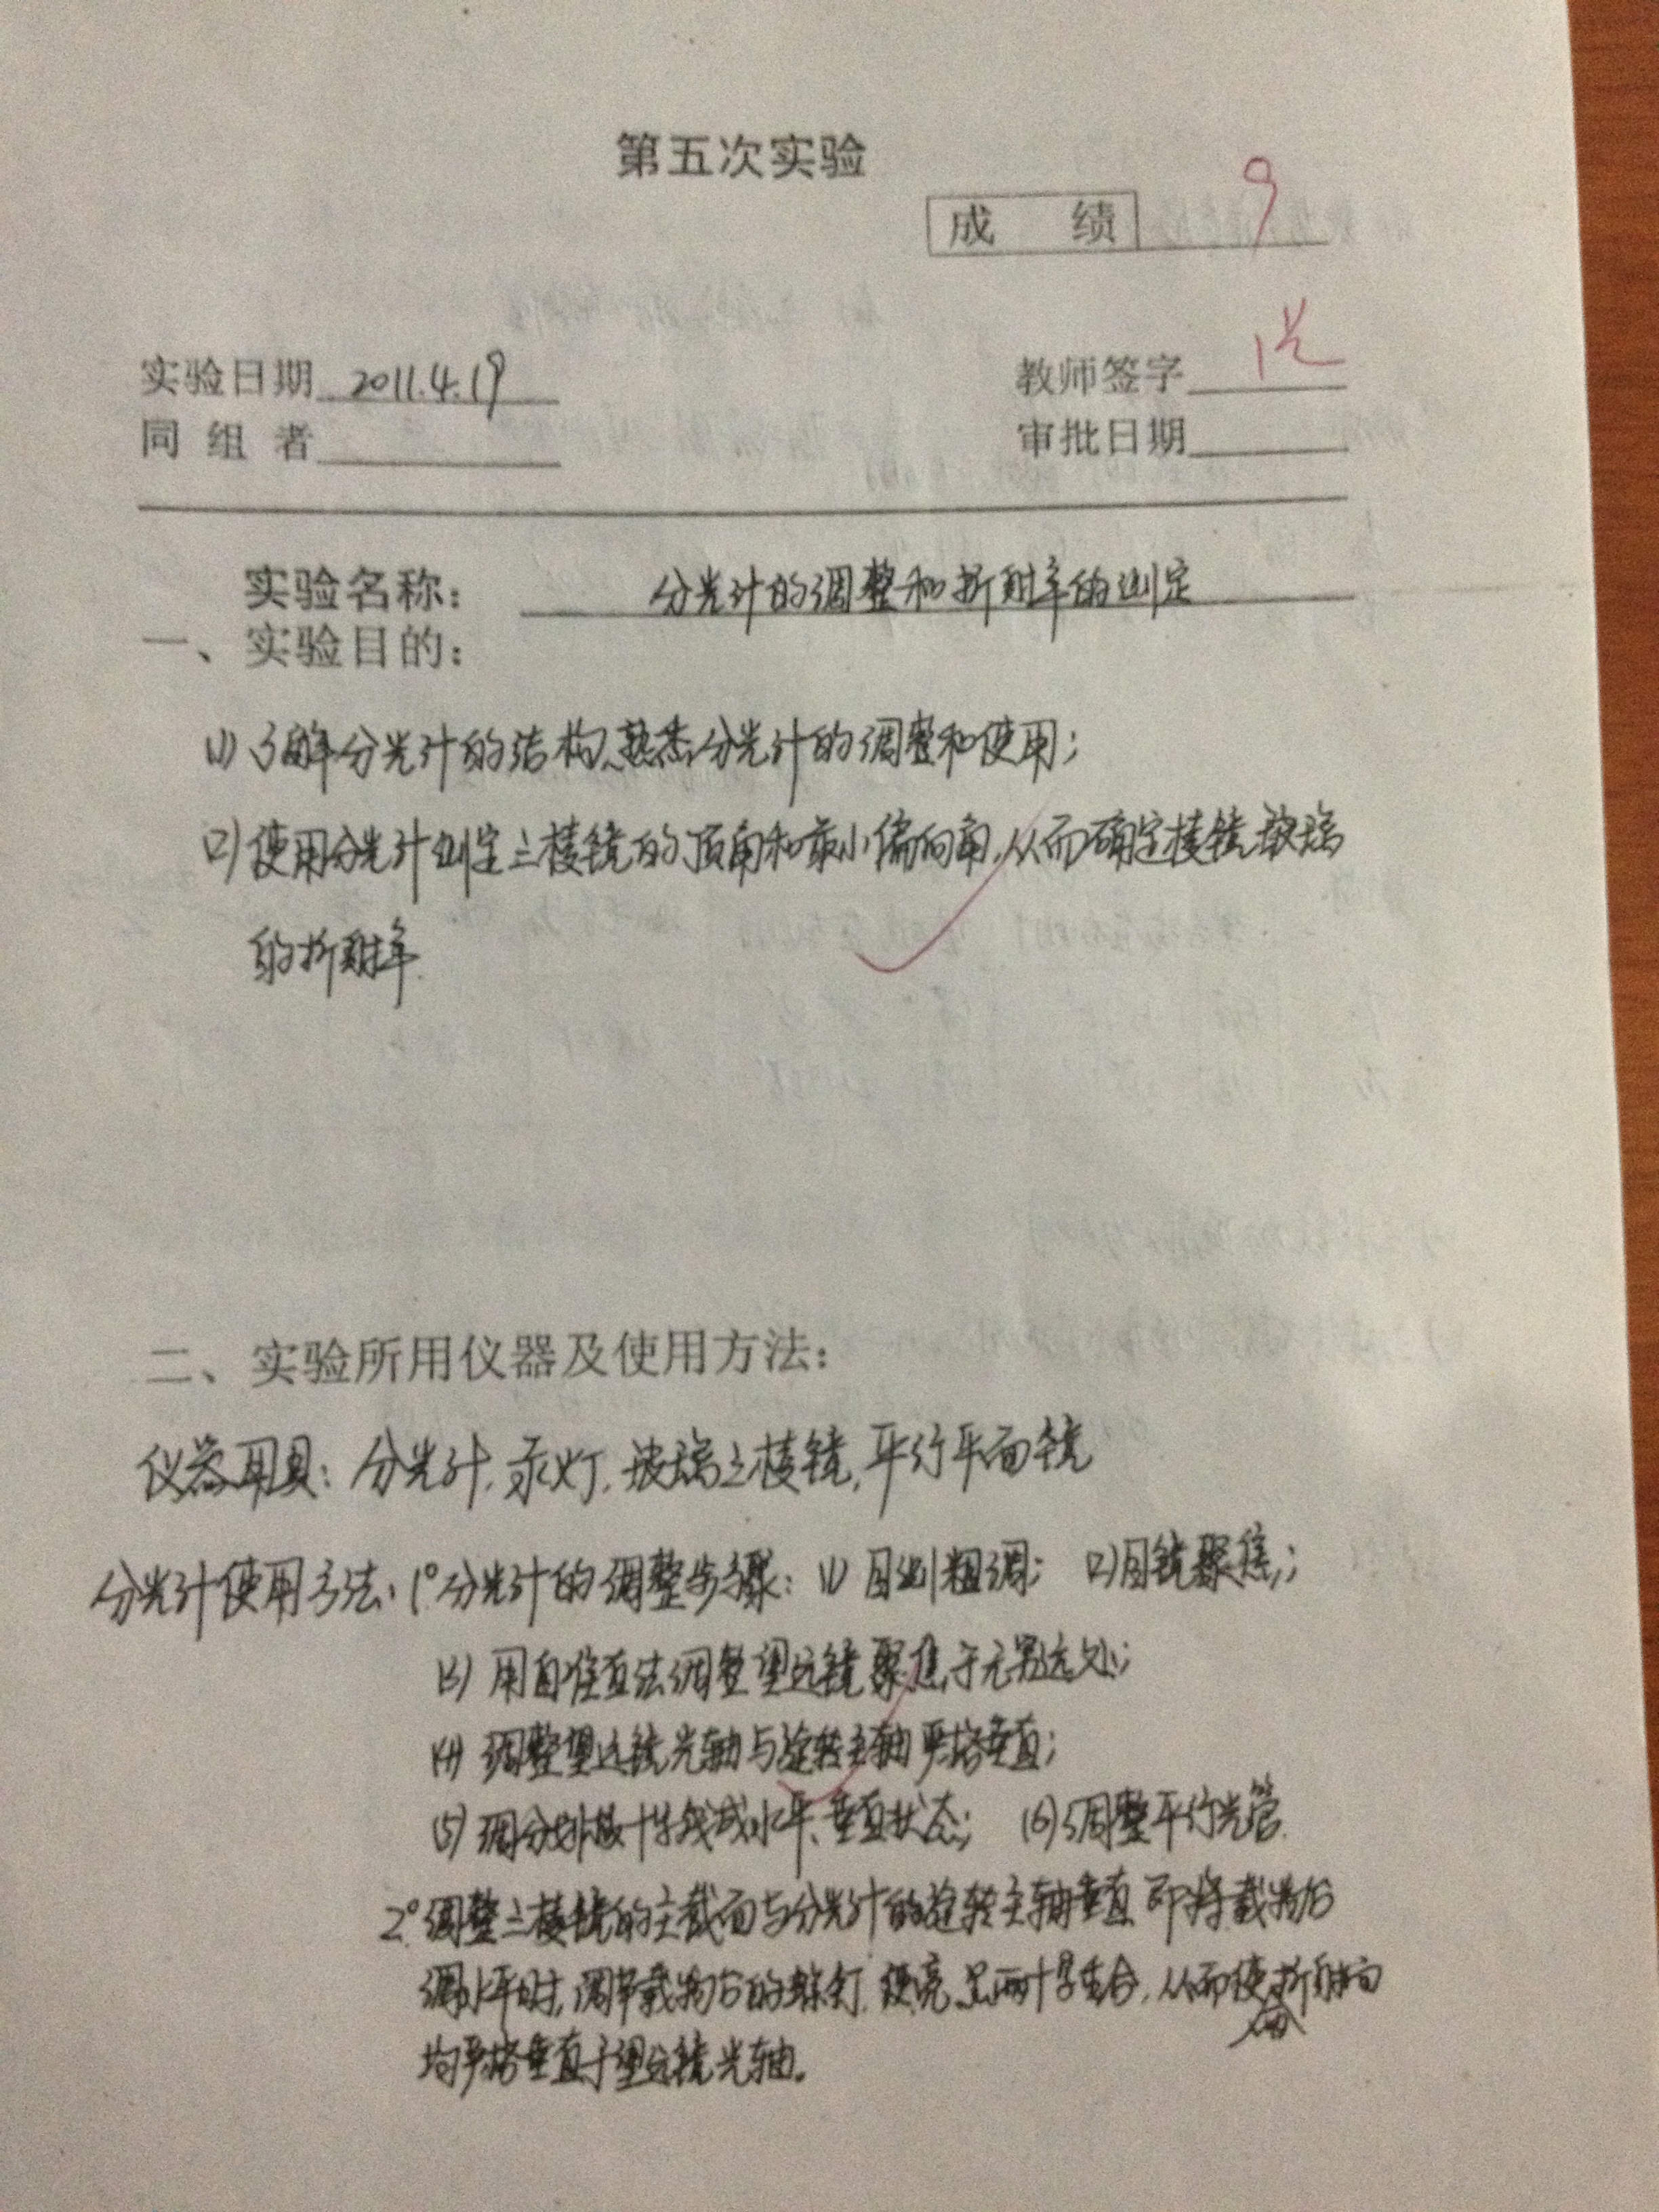 第五次实验
成 绩 9
实验日期 2011.4.19 教师签字
同组者 审批日期
实验名称： 分光计的调整和折射率的测定
一、实验目的：
(1) 了解分光计的结构、熟悉分光计的调整和使用；
(2) 使用分光计测定三棱镜的顶角和最小偏向角，从而确定棱镜玻璃
的折射率.
二、实验所用仪器及使用方法：
仪器用具：分光计，汞灯，玻璃三棱镜，平行平面镜
分光计使用方法：1° 分光计的调整步骤：(1) 目测粗调； (2) 目镜聚焦；
(3) 用自准直法调整望远镜聚焦于无穷远处；
(4) 调整望远镜光轴与旋转主轴严格垂直；
(5) 调分划板十字线成水平、垂直状态； (6) 调整平行光管.
2° 调整三棱镜的主截面与分光计的旋转主轴垂直 即将载物台
调水平时，调节载物台的螺钉，使亮 两十字重合，从而使折射面
均严格垂直于望远镜光轴.